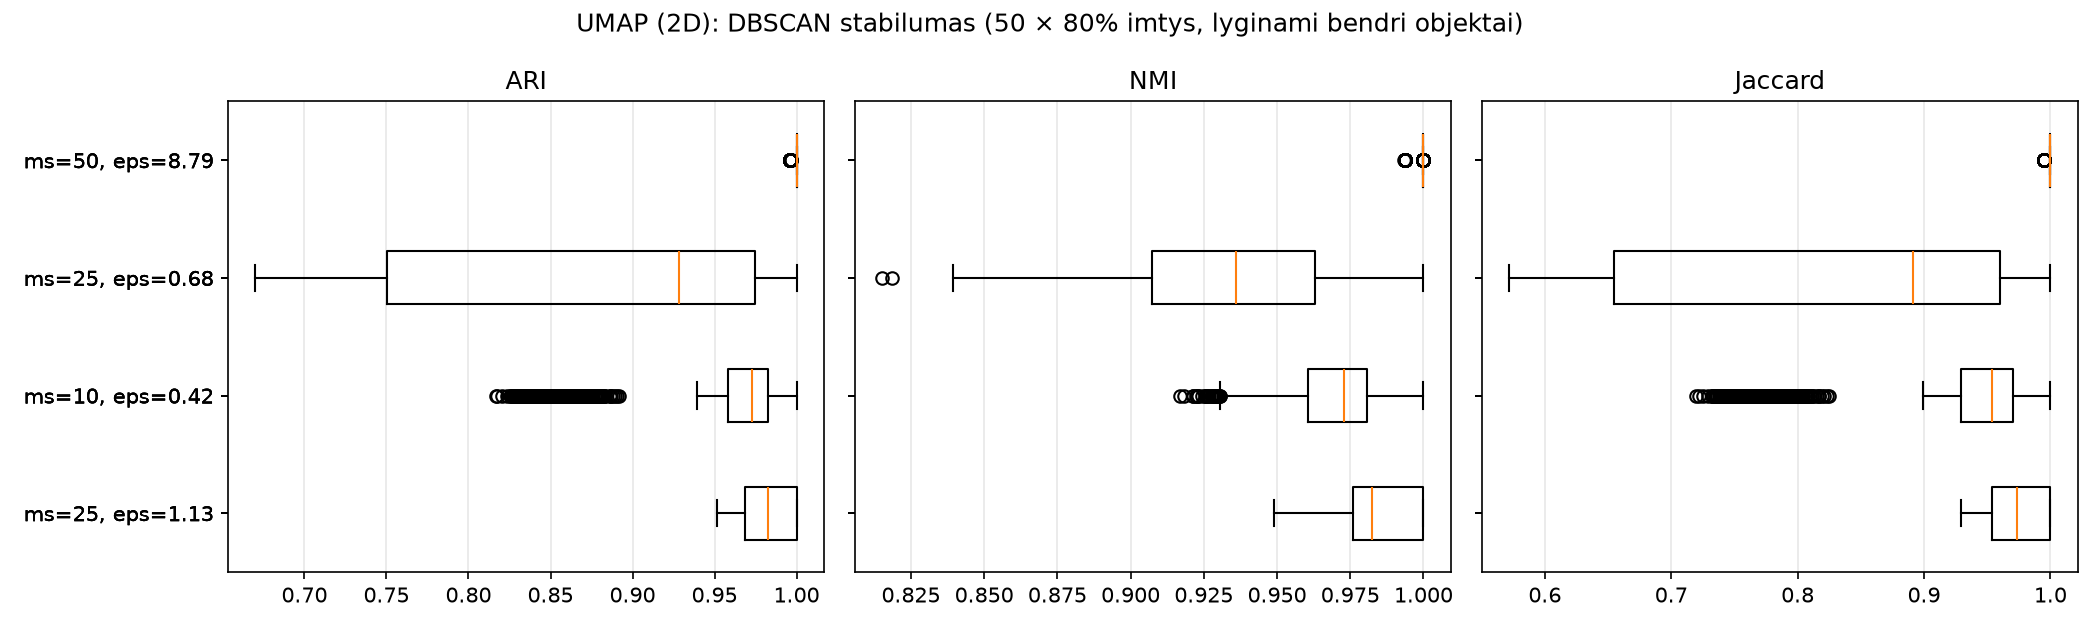 UMAP (2D): DBSCAN stabilumas (50 × 80% imtys, lyginami bendri objektai)
ARI
NMI
Jaccard
ms=50, eps=8.79
ms=25, eps=0.68
ms=10, eps=0.42
ms=25, eps=1.13
0.70 0.75 0.80 0.85 0.90 0.95 1.00
0.825 0.850 0.875 0.900 0.925 0.950 0.975 1.000
0.6 0.7 0.8 0.9 1.0